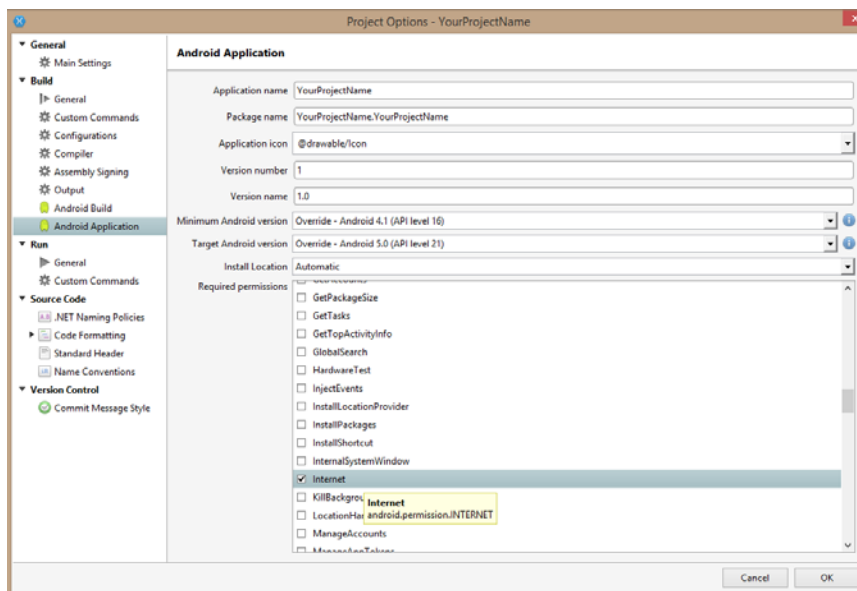 Project Options - YourProjectName
General
Main Settings
Build
General
Custom Commands
Configurations
Compiler
Assembly Signing
Output
Android Build
Android Application
Run
General
Custom Commands
Source Code
.NET Naming Policies
Code Formatting
Standard Header
Name Conventions
Version Control
Commit Message Style
Android Application
Application name YourProjectName
Package name YourProjectName.YourProjectName
Application icon @drawable/Icon
Version number 1
Version name 1.0
Minimum Android version Override - Android 4.1 (API level 16)
Target Android version Override - Android 5.0 (API level 21)
Install Location Automatic
Required permissions
GetPackageSize
GetTasks
GetTopActivityInfo
GlobalSearch
HardwareTest
InjectEvents
InstallLocationProvider
InstallPackages
InstallShortcut
InternalSystemWindow
Internet
KillBackgrou
Internet
LocationHar
android.permission.INTERNET
ManageAccounts
Cancel OK